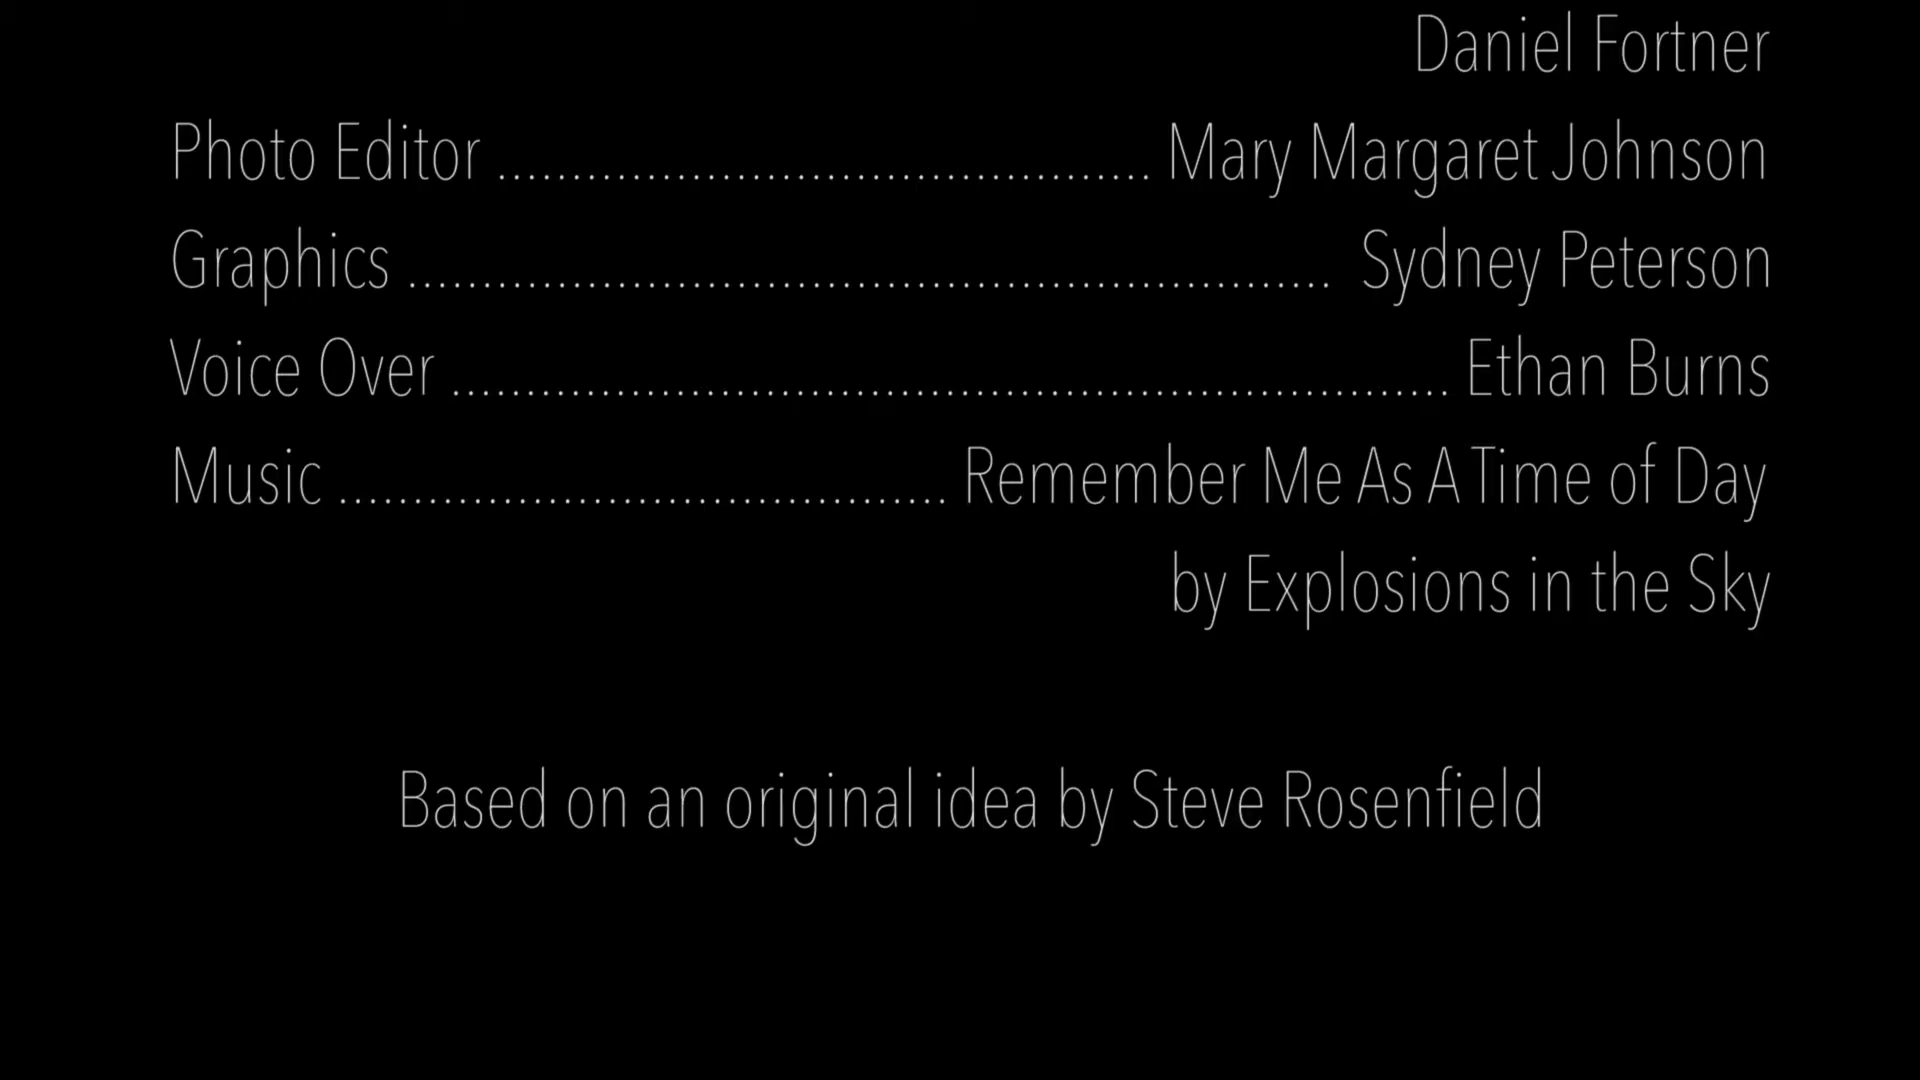 Daniel Fortner
Photo Editor ............................................ Mary Margaret Johnson
Graphics .............................................................. Sydney Peterson
Voice Over ................................................................... Ethan Burns
Music ......................................... Remember Me As A Time of Day
by Explosions in the Sky
Based on an original idea by Steve Rosenfield